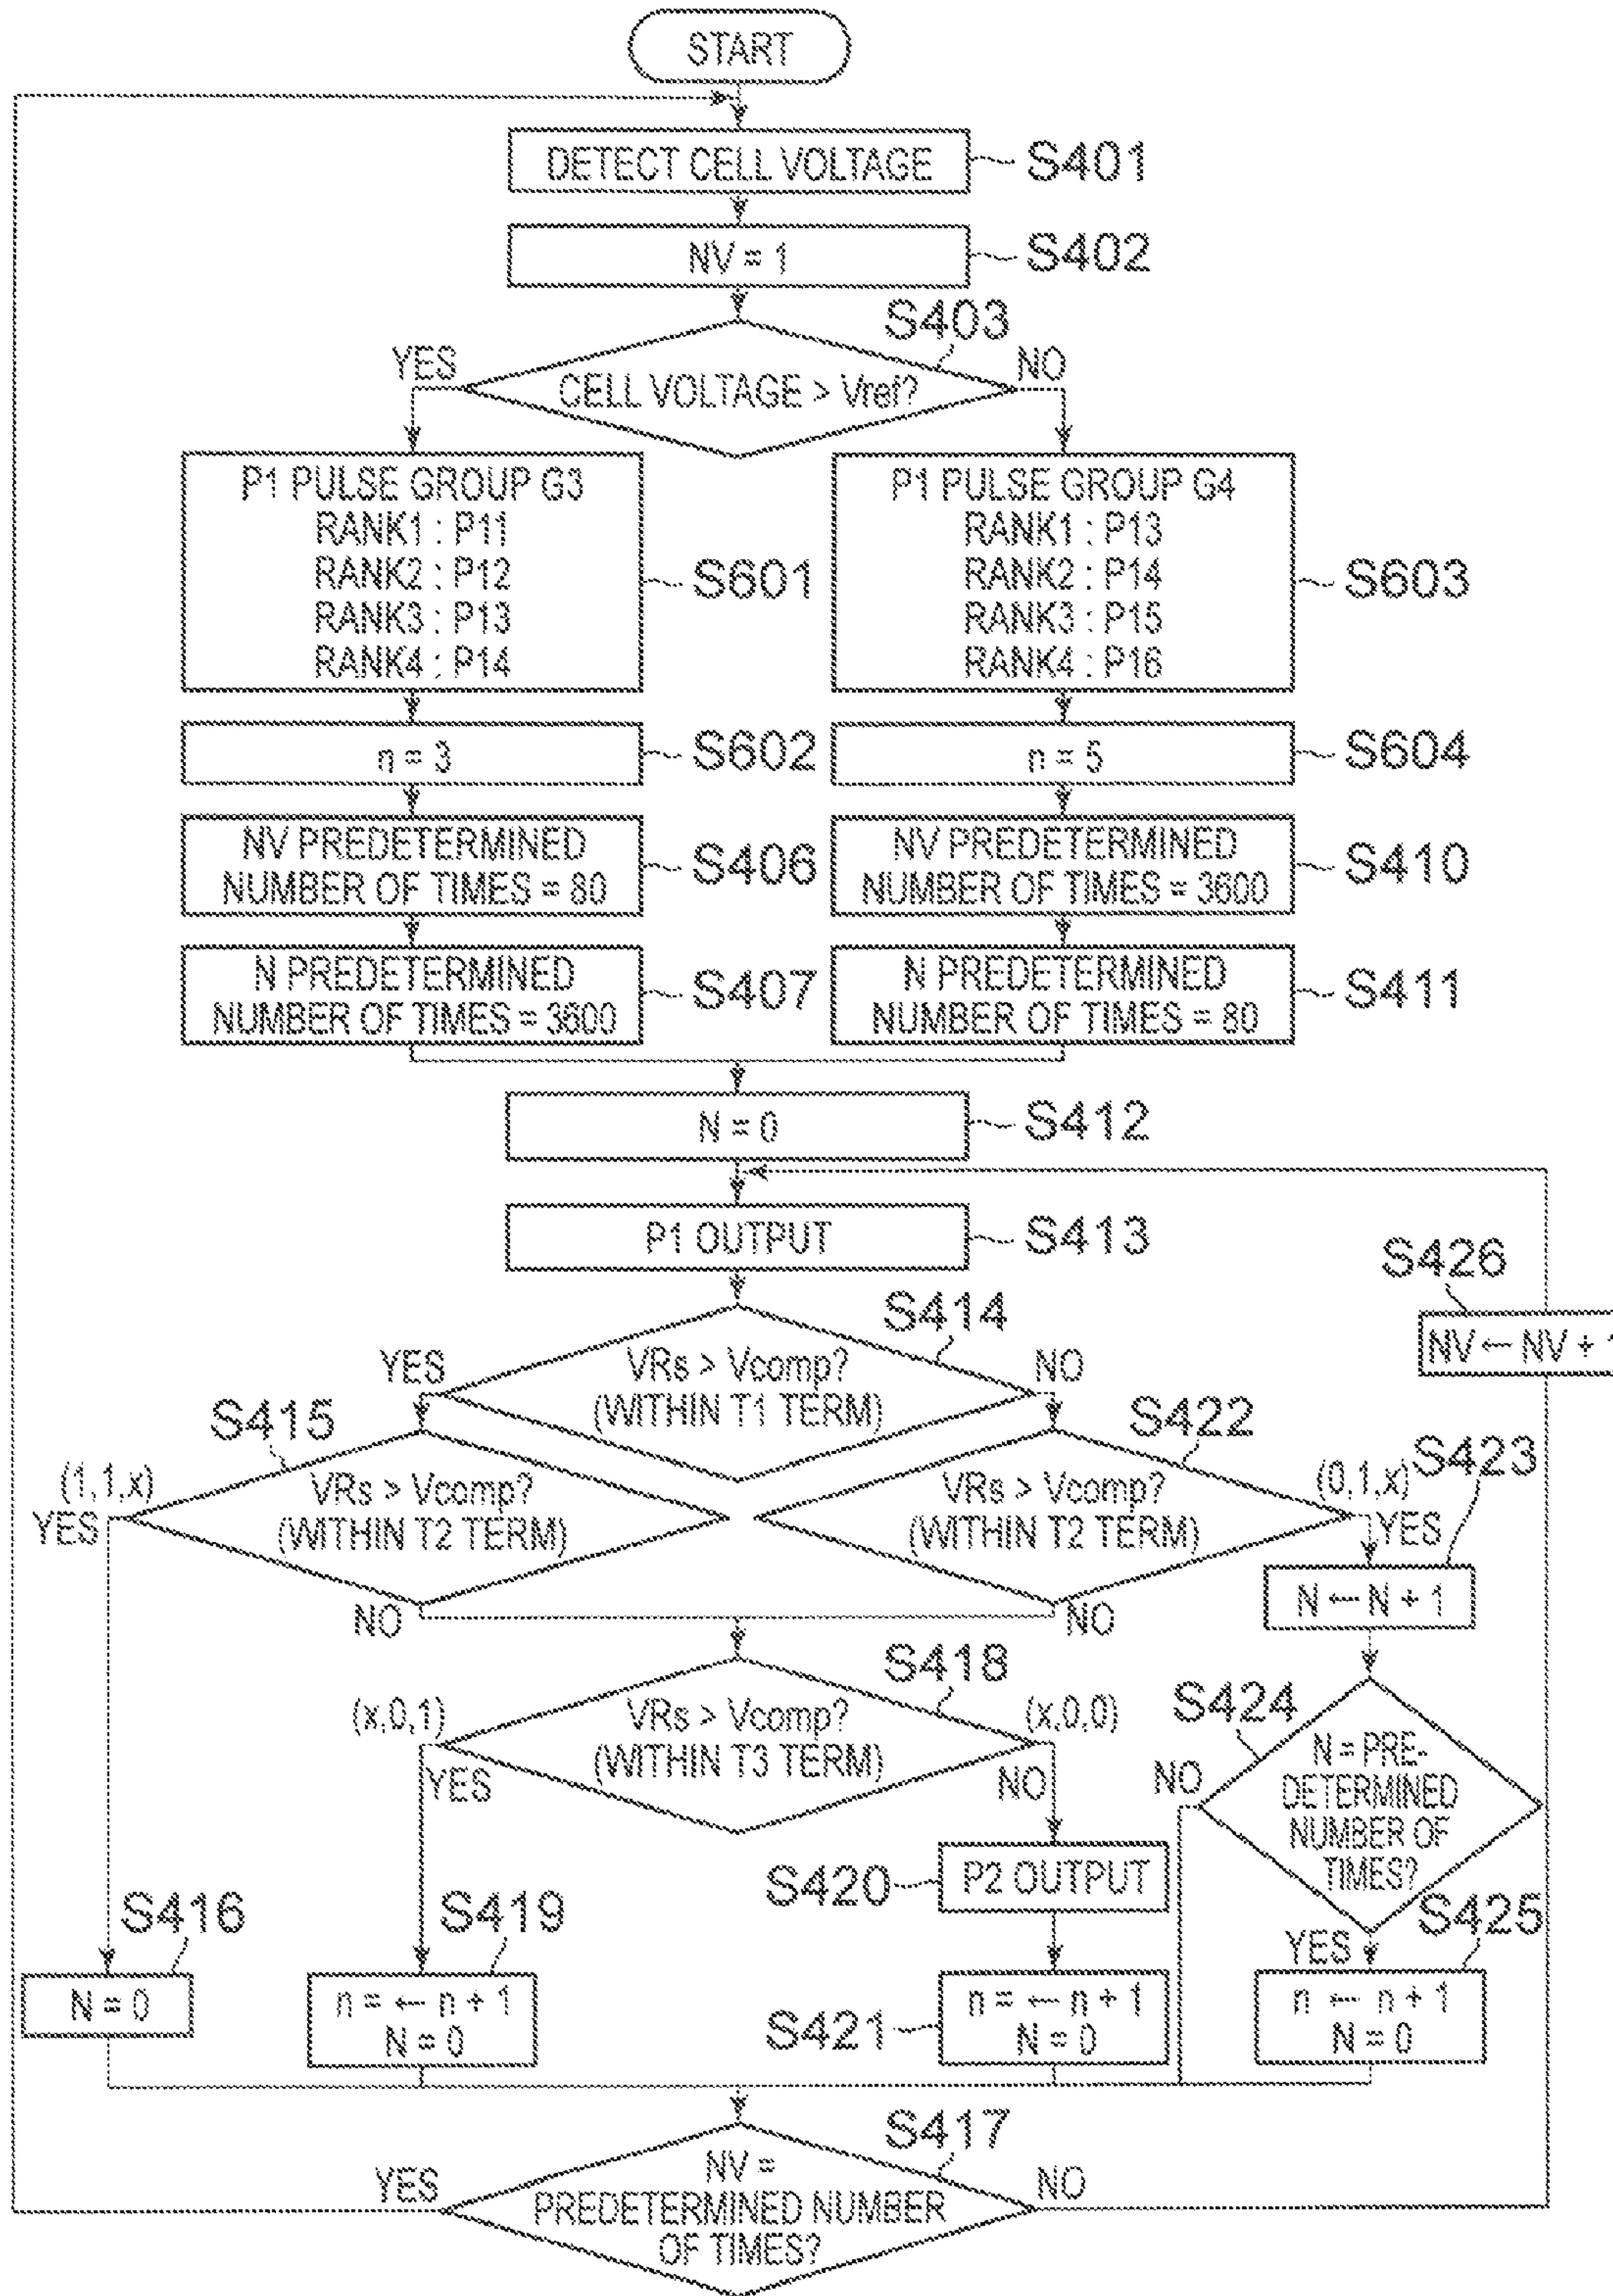 START
DETECT CELL VOLTAGE
S401
NV = 1
S402
S403
YES
CELL VOLTAGE > Vref?
NO
P1 PULSE GROUP G3
RANK1 : P11
RANK2 : P12
RANK3 : P13
RANK4 : P14
S601
P1 PULSE GROUP G4
RANK1 : P13
RANK2 : P14
RANK3 : P15
RANK4 : P16
S603
n = 3
S602
n = 5
S604
NV PREDETERMINED
NUMBER OF TIMES = 80
S406
NV PREDETERMINED
NUMBER OF TIMES = 3600
S410
N PREDETERMINED
NUMBER OF TIMES = 3600
S407
N PREDETERMINED
NUMBER OF TIMES = 80
S411
N = 0
S412
P1 OUTPUT
S413
S426
NV ← NV + 1
S414
YES
VRs > Vcomp?
(WITHIN T1 TERM)
NO
S415
(1,1,x)
YES
VRs > Vcomp?
(WITHIN T2 TERM)
NO
S422
VRs > Vcomp?
(WITHIN T2 TERM)
NO
(0,1,x)
YES
S423
N ← N + 1
S418
(x,0,1)
YES
VRs > Vcomp?
(WITHIN T3 TERM)
(x,0,0)
NO
S424
NO
N = PRE-
DETERMINED
NUMBER OF
TIMES?
YES
S420
P2 OUTPUT
S416
N = 0
S419
n = ← n + 1
N = 0
S421
n = ← n + 1
N = 0
S425
n ← n + 1
N = 0
S417
YES
NV =
PREDETERMINED NUMBER
OF TIMES?
NO